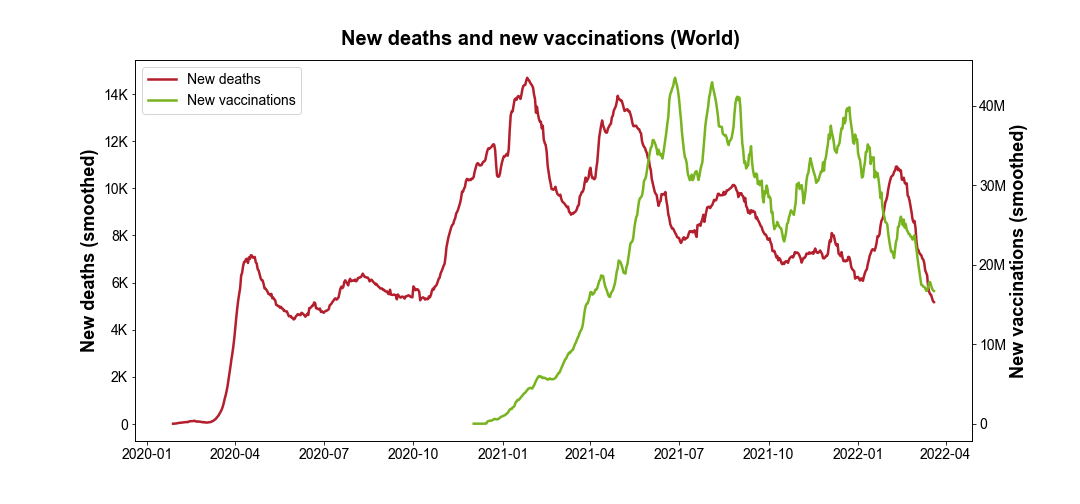 New deaths and new vaccinations (World)
New deaths
New vaccinations
New deaths (smoothed)
14K
12K
10K
8K
6K
4K
2K
0
40M
30M
20M
10M
0
New vaccinations (smoothed)
2020-01 2020-04 2020-07 2020-10 2021-01 2021-04 2021-07 2021-10 2022-01 2022-04